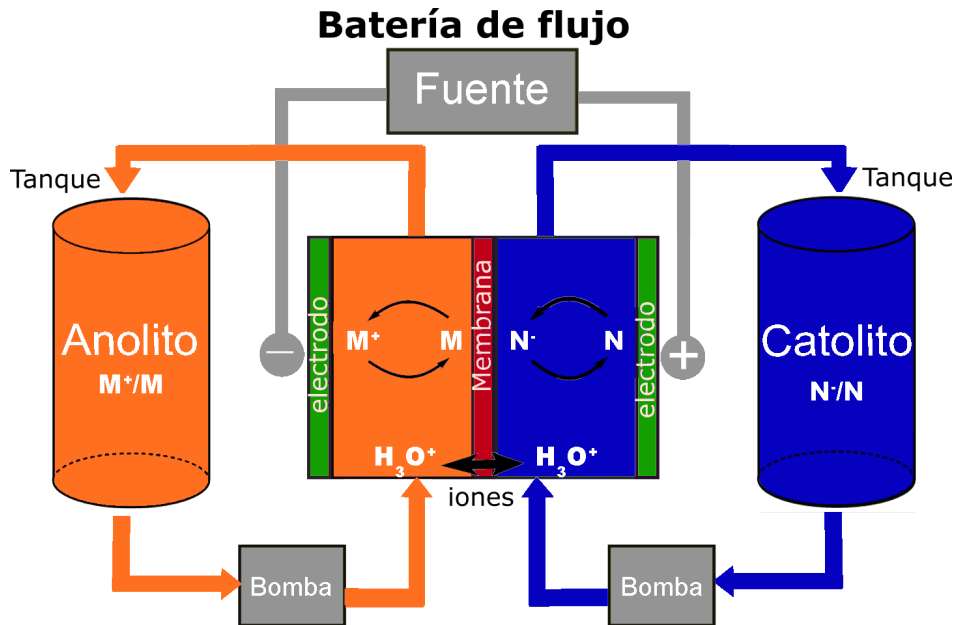 Batería de flujo
Fuente
Tanque
Tanque
Anolito
M⁺/M
electrodo
M⁺
M
Membrana
N⁻
N
electrodo
−
+
Catolito
N⁻/N
H₃O⁺
H₃O⁺
iones
Bomba
Bomba